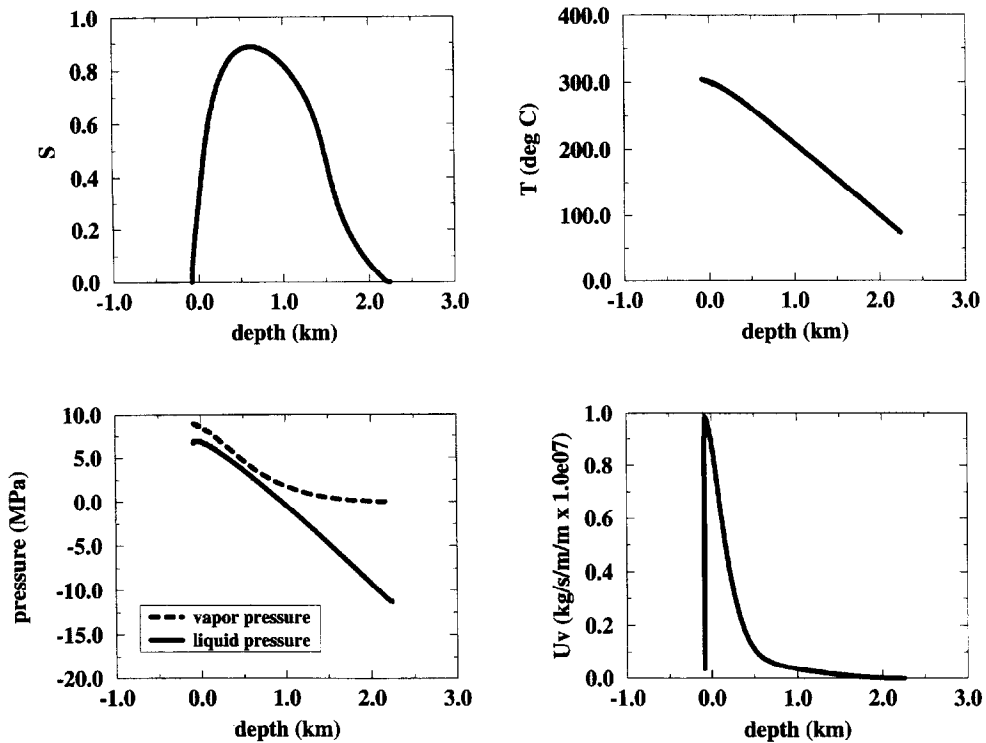 1.0
0.8
0.6
0.4
0.2
0.0
S
-1.0 0.0 1.0 2.0 3.0
depth (km)
400.0
300.0
200.0
100.0
0.0
T (deg C)
-1.0 0.0 1.0 2.0 3.0
depth (km)
10.0
5.0
0.0
-5.0
-10.0
-15.0
-20.0
pressure (MPa)
vapor pressure
liquid pressure
-1.0 0.0 1.0 2.0 3.0
depth (km)
1.0
0.8
0.6
0.4
0.2
0.0
Uv (kg/s/m/m x 1.0e07)
-1.0 0.0 1.0 2.0 3.0
depth (km)